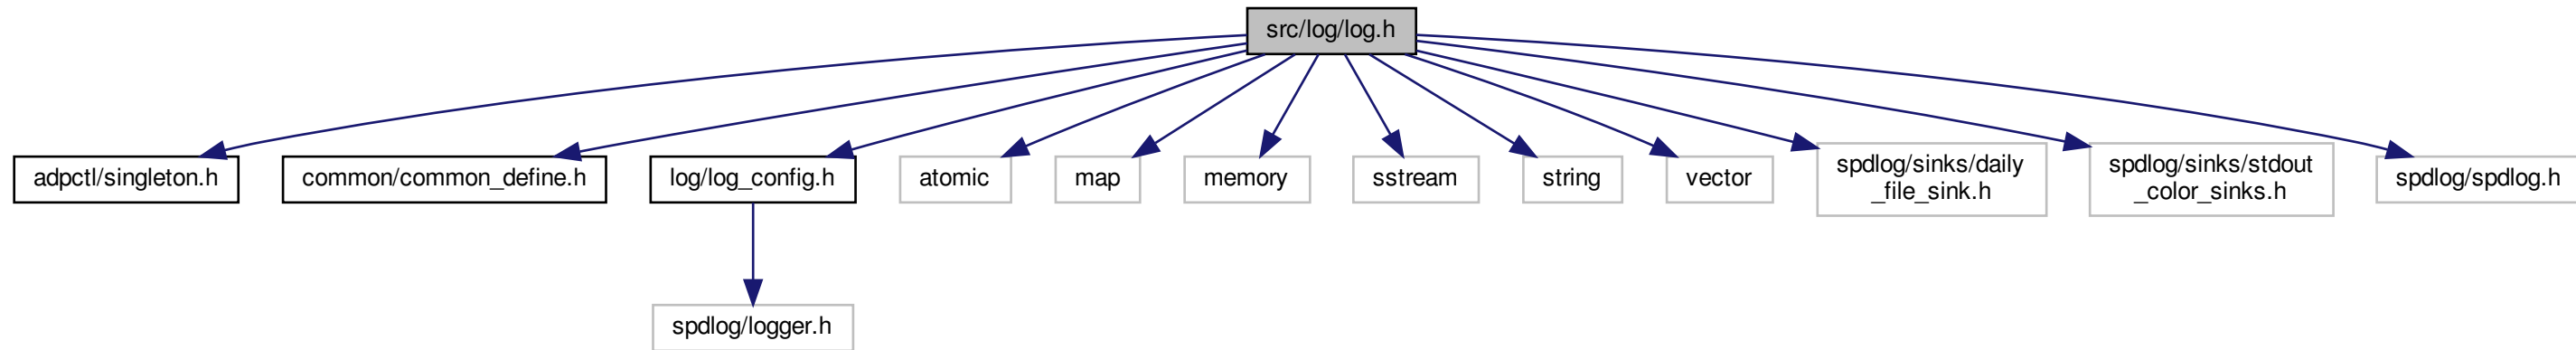 src/log/log.h
adpctl/singleton.h
common/common_define.h
log/log_config.h
atomic
map
memory
sstream
string
vector
spdlog/sinks/daily
_file_sink.h
spdlog/sinks/stdout
_color_sinks.h
spdlog/spdlog.h
spdlog/logger.h